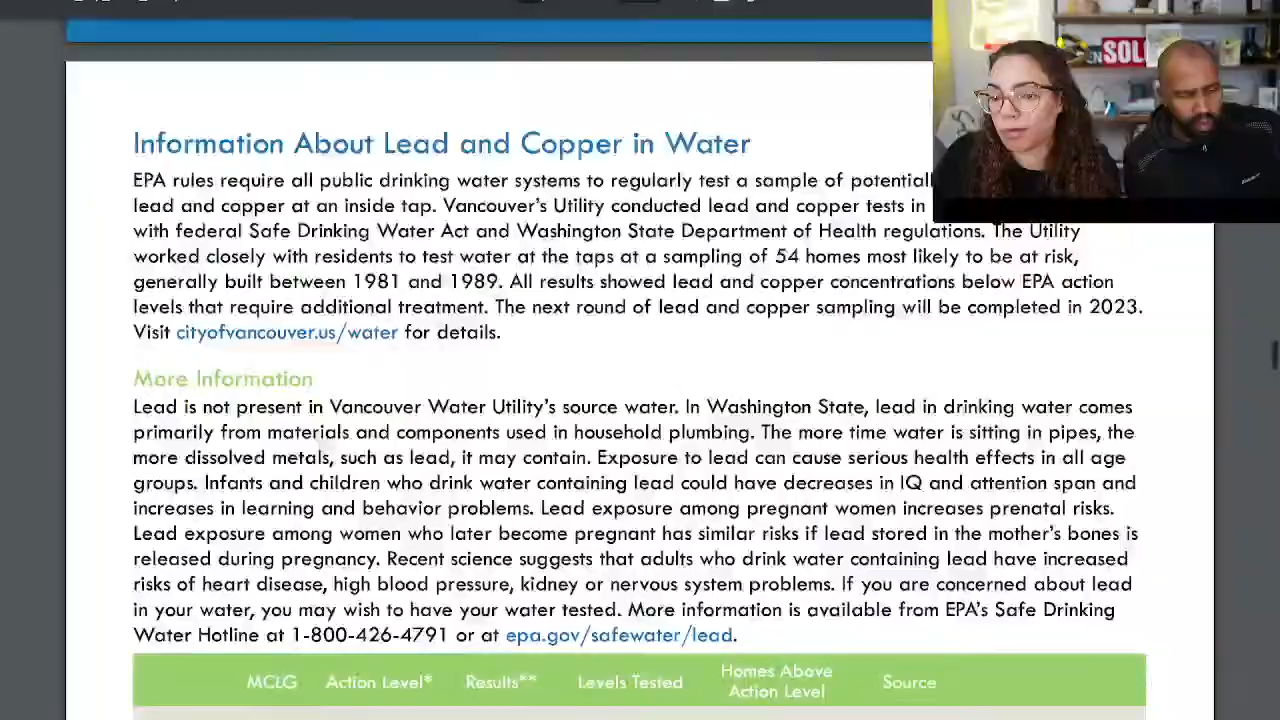 Information About Lead and Copper in Water
EPA rules require all public drinking water systems to regularly test a sample of
lead and copper at an inside tap. Vancouver's Utility conducted lead and copper tests in
with federal Safe Drinking Water Act and Washington State Department of Health regulations. The Utility
worked closely with residents to test water at the taps at a sampling of 54 homes most likely to be at risk,
generally built between 1981 and 1989. All results showed lead and copper concentrations below EPA action
levels that require additional treatment. The next round of lead and copper sampling will be completed in 2023.
Visit cityofvancouver.us/water for details.
More Information
Lead is not present in Vancouver Water Utility's source water. In Washington State, lead in drinking water comes
primarily from materials and components used in household plumbing. The more time water is sitting in pipes, the
more dissolved metals, such as lead, it may contain. Exposure to lead can cause serious health effects in all age
groups. Infants and children who drink water containing lead could have decreases in IQ and attention span and
increases in learning and behavior problems. Lead exposure among pregnant women increases prenatal risks.
Lead exposure among women who later become pregnant has similar risks if lead stored in the mother's bones is
released during pregnancy. Recent science suggests that adults who drink water containing lead have increased
risks of heart disease, high blood pressure, kidney or nervous system problems. If you are concerned about lead
in your water, you may wish to have your water tested. More information is available from EPA's Safe Drinking
Water Hotline at 1-800-426-4791 or at epa.gov/safewater/lead.
MCLG Action Level* Results** Levels Tested Homes Above Action Level Source